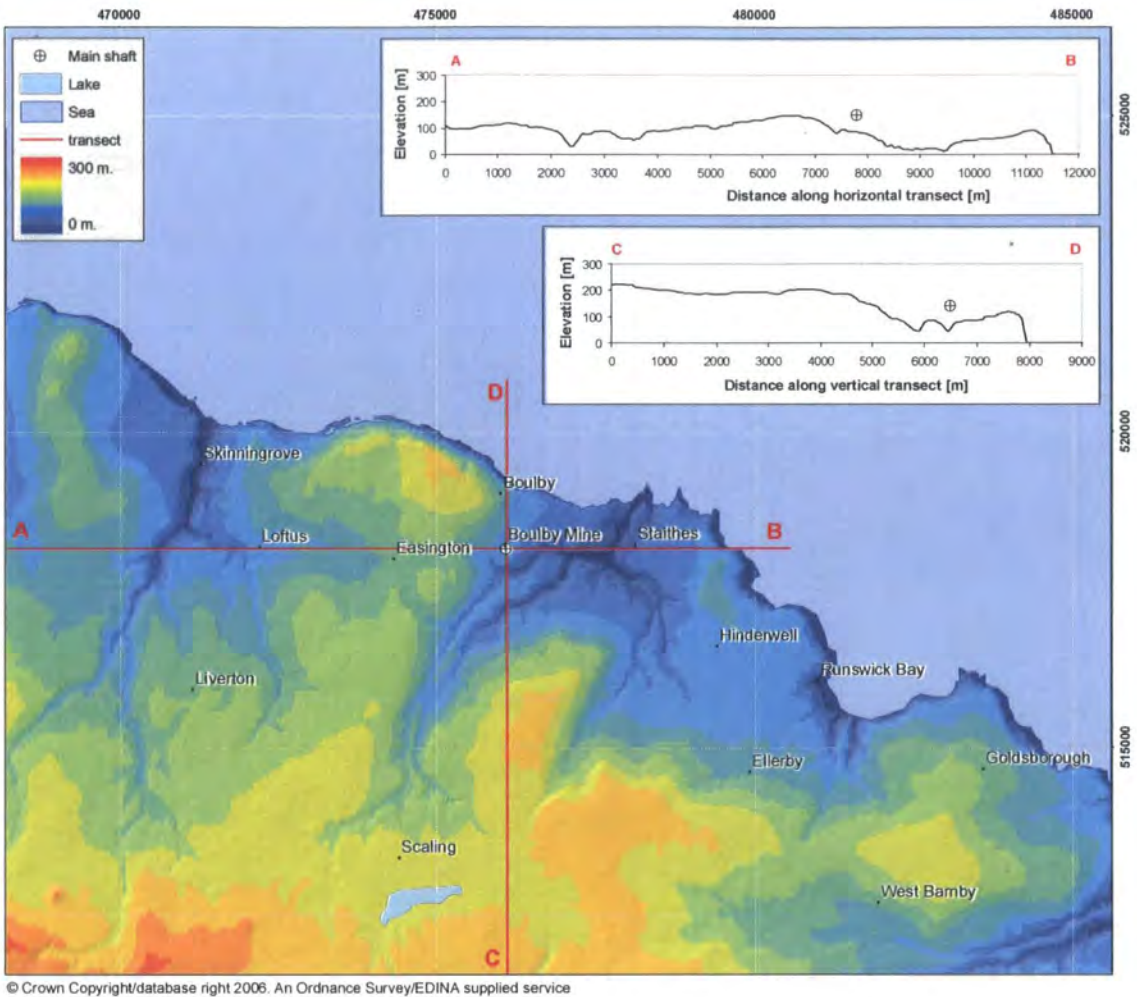 470000 475000 480000 485000
Main shaft
Lake
Sea
transect
300 m.
0 m.
A B
Elevation [m]
300
200
100
0
0 1000 2000 3000 4000 5000 6000 7000 8000 9000 10000 11000 12000
Distance along horizontal transect [m]
C D
Elevation [m]
300
200
100
0
0 1000 2000 3000 4000 5000 6000 7000 8000 9000
Distance along vertical transect [m]
525000
520000
515000
D
Skinningrove
Boulby
A
Loftus
Easington
Boulby Mine
Staithes
B
Hinderwell
Liverton
Runswick Bay
Ellerby
Goldsborough
Scaling
West Barnby
C
© Crown Copyright/database right 2006. An Ordnance Survey/EDINA supplied service